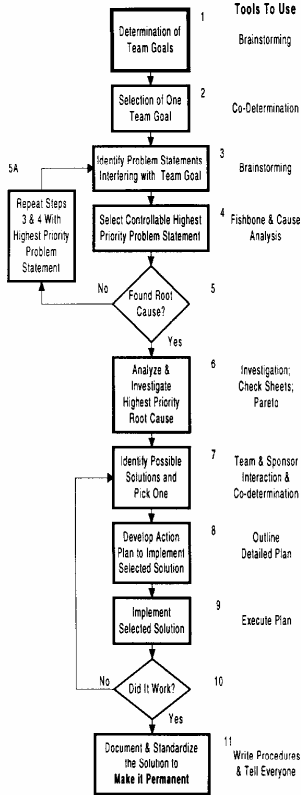 Tools To Use
1
Determination of
Team Goals
Brainstorming
2
Selection of One
Team Goal
Co-Determination
5A
3
Identify Problem Statements
Interfering with Team Goal
Brainstorming
Repeat Steps
3 & 4 With
Highest Priority
Problem
Statement
4
Select Controllable Highest
Priority Problem Statement
Fishbone & Cause
Analysis
No
5
Found Root
Cause?
Yes
6
Analyze &
Investigate
Highest Priority
Root Cause
Investigation;
Check Sheets;
Pareto
7
Identify Possible
Solutions and
Pick One
Team & Sponsor
Interaction &
Co-determination
8
Develop Action
Plan to Implement
Selected Solution
Outline
Detailed Plan
9
Implement
Selected Solution
Execute Plan
No
10
Did It Work?
Yes
11
Document & Standardize
the Solution to
Make it Permanent
Write Procedures
& Tell Everyone